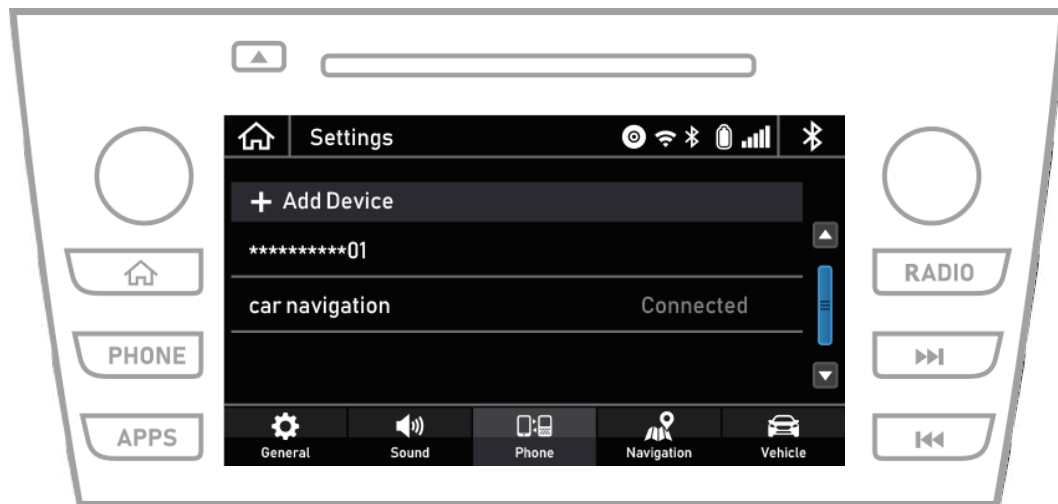 Settings
+ Add Device
**********01
car navigation Connected
General Sound Phone Navigation Vehicle
PHONE
APPS
RADIO